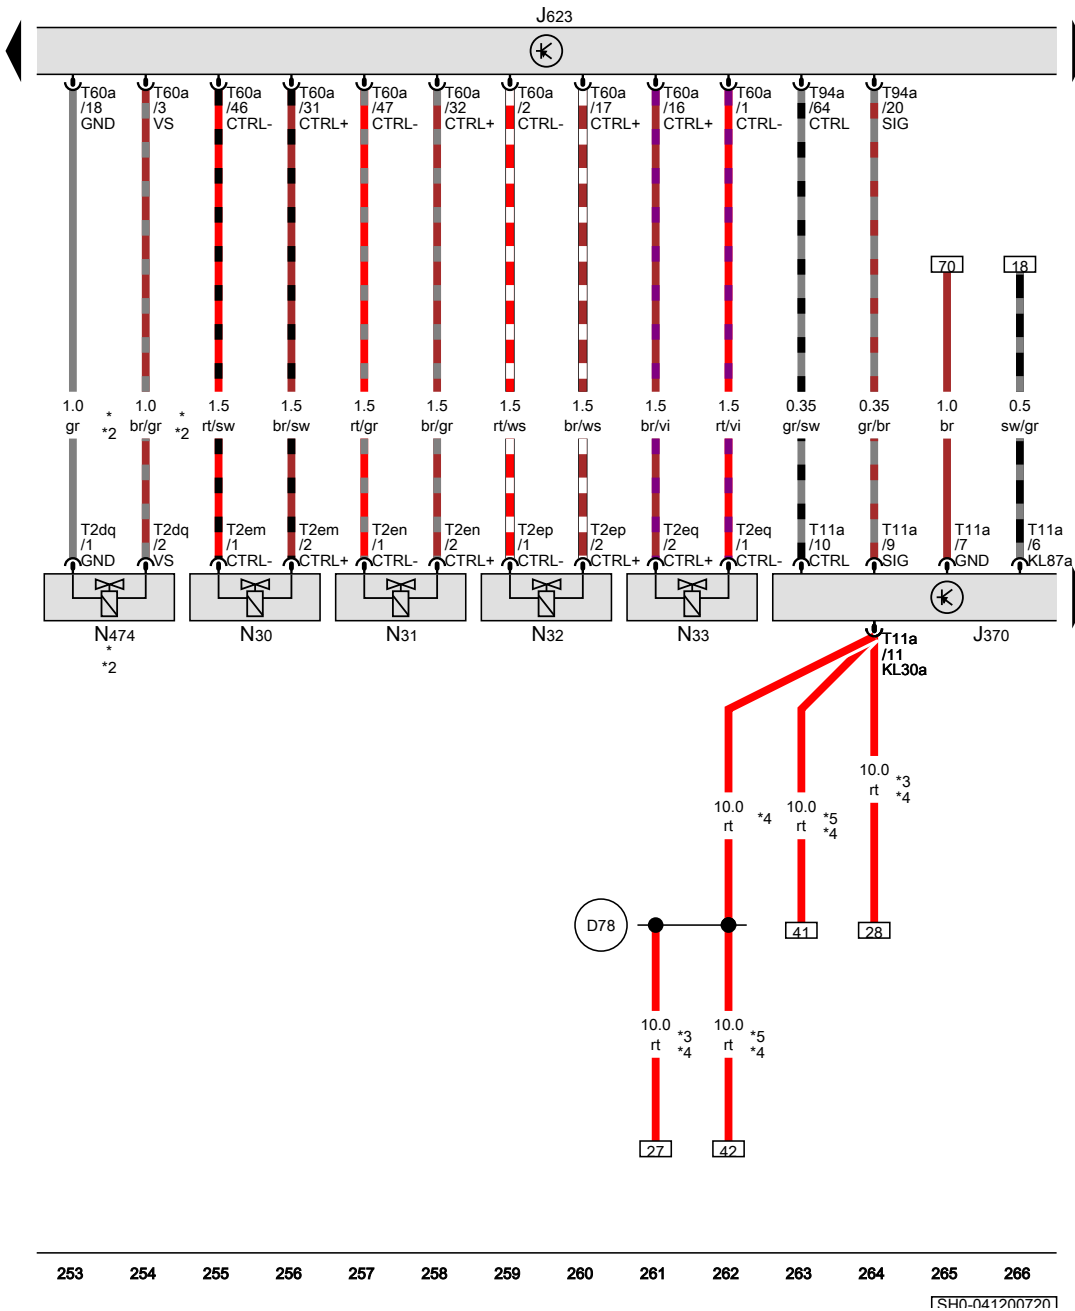 J623
T60a
/18
GND
T60a
/3
VS
T60a
/46
CTRL-
T60a
/31
CTRL+
T60a
/47
CTRL-
T60a
/32
CTRL+
T60a
/2
CTRL-
T60a
/17
CTRL+
T60a
/16
CTRL+
T60a
/1
CTRL-
T94a
/64
CTRL
T94a
/20
SIG
70
18
1.0
gr
*
*2
1.0
br/gr
*
*2
1.5
rt/sw
1.5
br/sw
1.5
rt/gr
1.5
br/gr
1.5
rt/ws
1.5
br/ws
1.5
br/vi
1.5
rt/vi
0.35
gr/sw
0.35
gr/br
1.0
br
0.5
sw/gr
T2dq
/1
GND
T2dq
/2
VS
T2em
/1
CTRL-
T2em
/2
CTRL+
T2en
/1
CTRL-
T2en
/2
CTRL+
T2ep
/1
CTRL-
T2ep
/2
CTRL+
T2eq
/2
CTRL+
T2eq
/1
CTRL-
T11a
/10
CTRL
T11a
/9
SIG
T11a
/7
GND
T11a
/6
KL87a
N474
*
*2
N30
N31
N32
N33
J370
T11a
/11
KL30a
10.0
rt
*3
*4
10.0
rt
*4
10.0
rt
*5
*4
D78
41
28
10.0
rt
*3
*4
10.0
rt
*5
*4
27
42
253 254 255 256 257 258 259 260 261 262 263 264 265 266
SH0-041200720